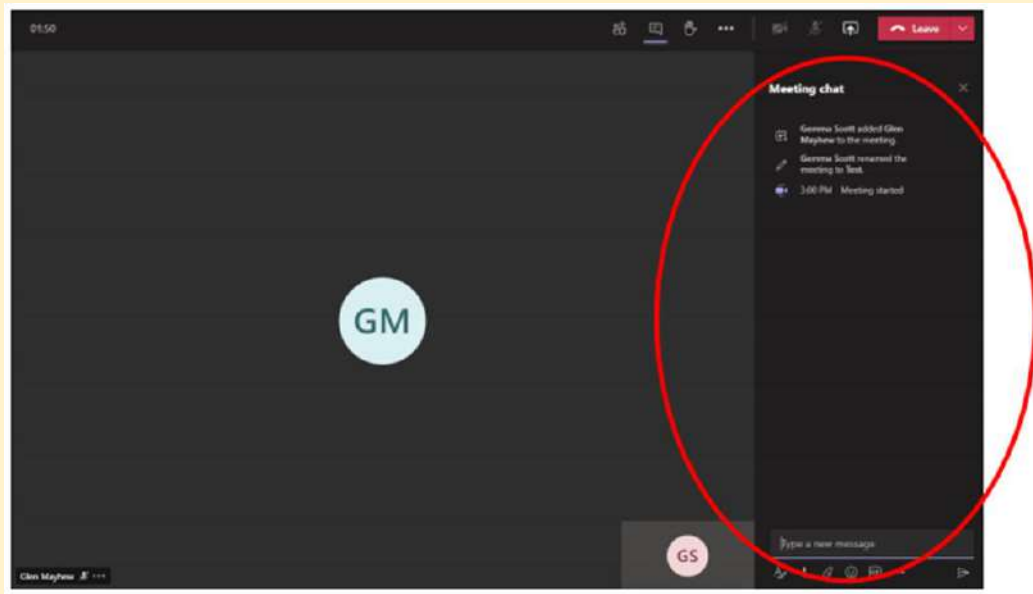 01:50
Leave
Meeting chat
Gemma Scott added Glen
Mayhew to the meeting.
Gemma Scott renamed the
meeting to Test.
3:00 PM Meeting started
GM
GS
Type a new message
Glen Mayhew